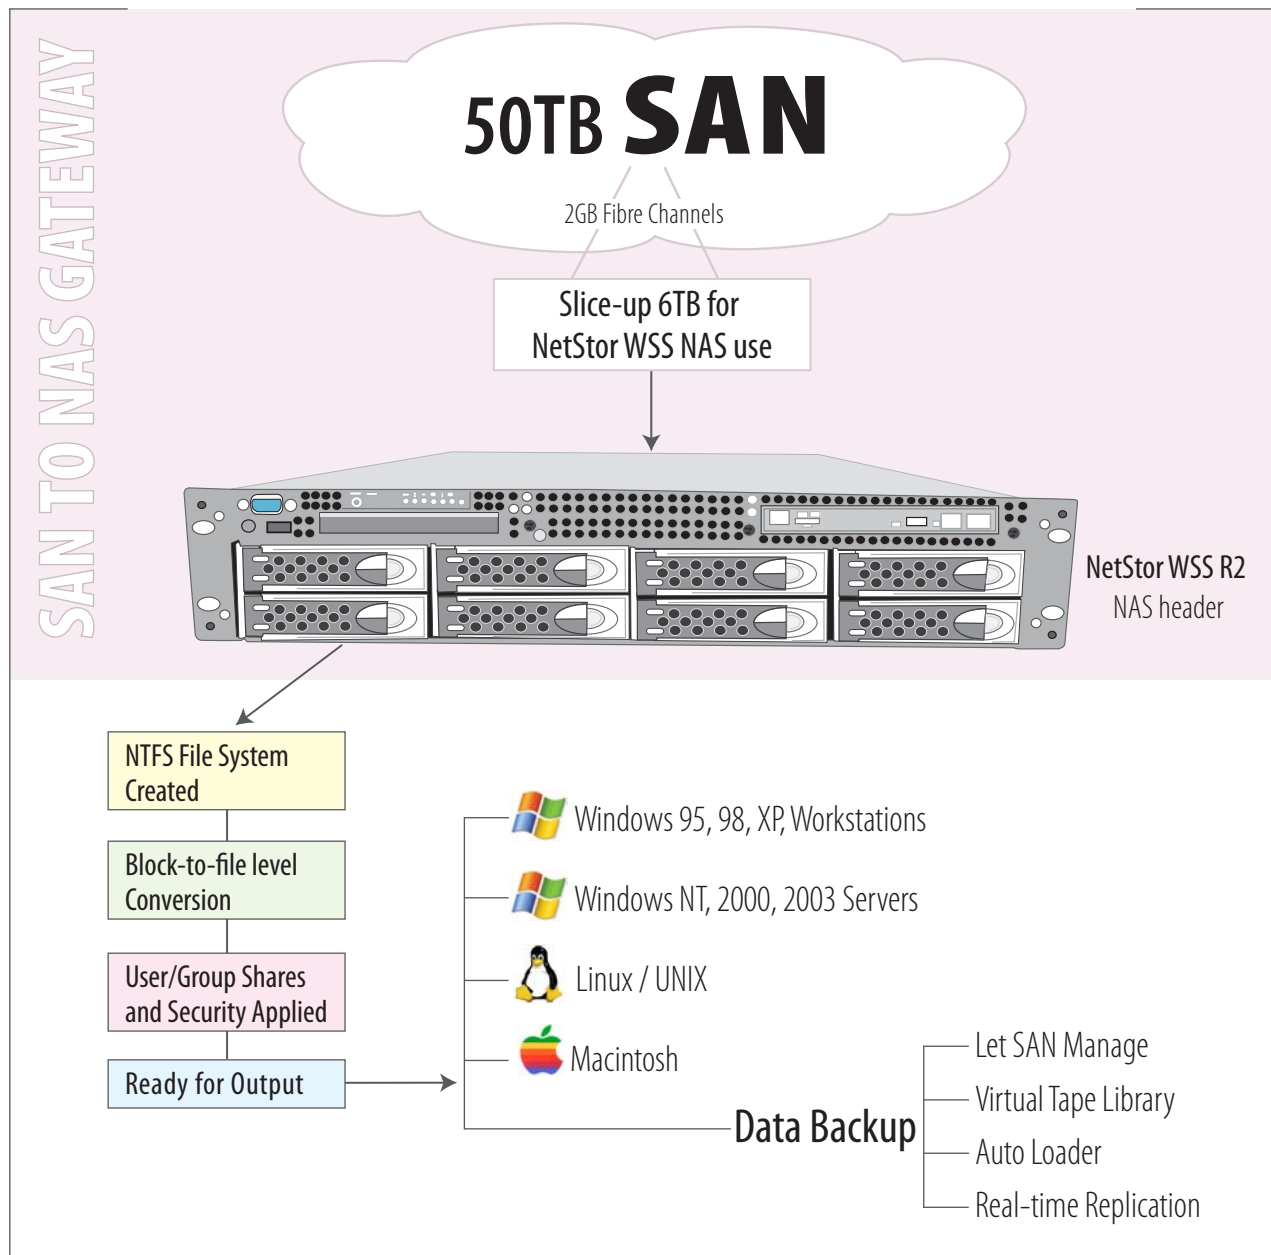 SAN TO NAS GATEWAY
50TB SAN
2GB Fibre Channels
Slice-up 6TB for
NetStor WSS NAS use
NetStor WSS R2
NAS header
NTFS File System
Created
Block-to-file level
Conversion
User/Group Shares
and Security Applied
Ready for Output
Windows 95, 98, XP, Workstations
Windows NT, 2000, 2003 Servers
Linux / UNIX
Macintosh
Data Backup
Let SAN Manage
Virtual Tape Library
Auto Loader
Real-time Replication